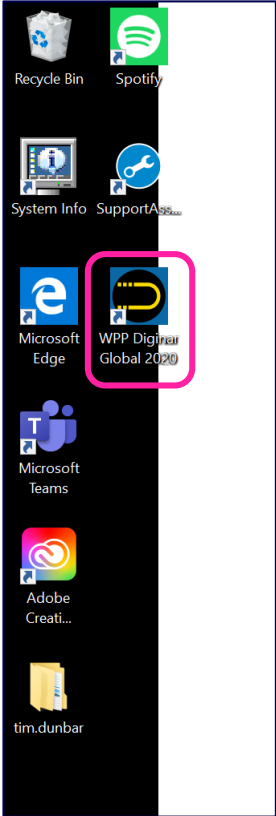 Recycle Bin
Spotify
System Info
SupportAss...
Microsoft
Edge
WPP Diginar
Global 2020
Microsoft
Teams
Adobe
Creati...
tim.dunbar